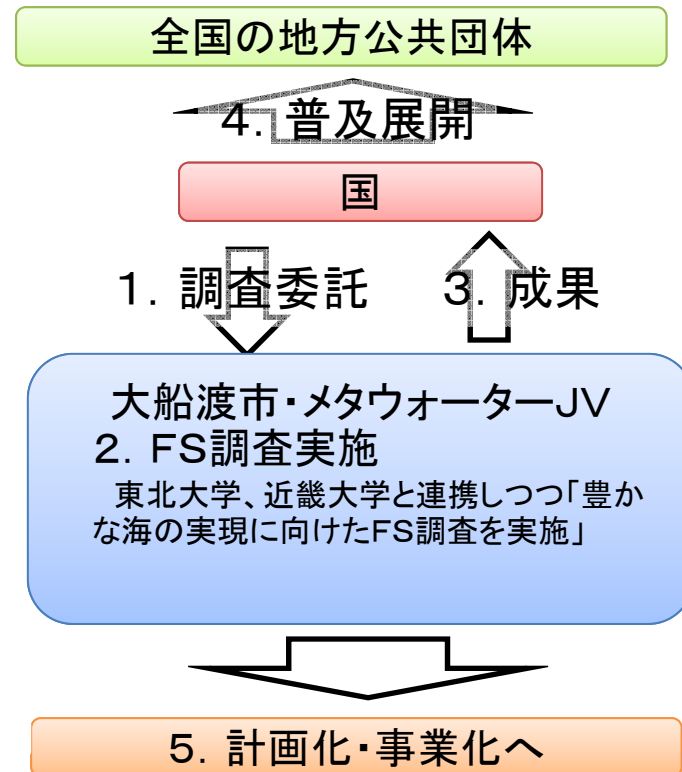 全国の地方公共団体
4．普及展開
国
1．調査委託
3．成果
大船渡市・メタウォーターJV
2．FS調査実施
東北大学、近畿大学と連携しつつ「豊か
な海の実現に向けたFS調査を実施」
5．計画化・事業化へ